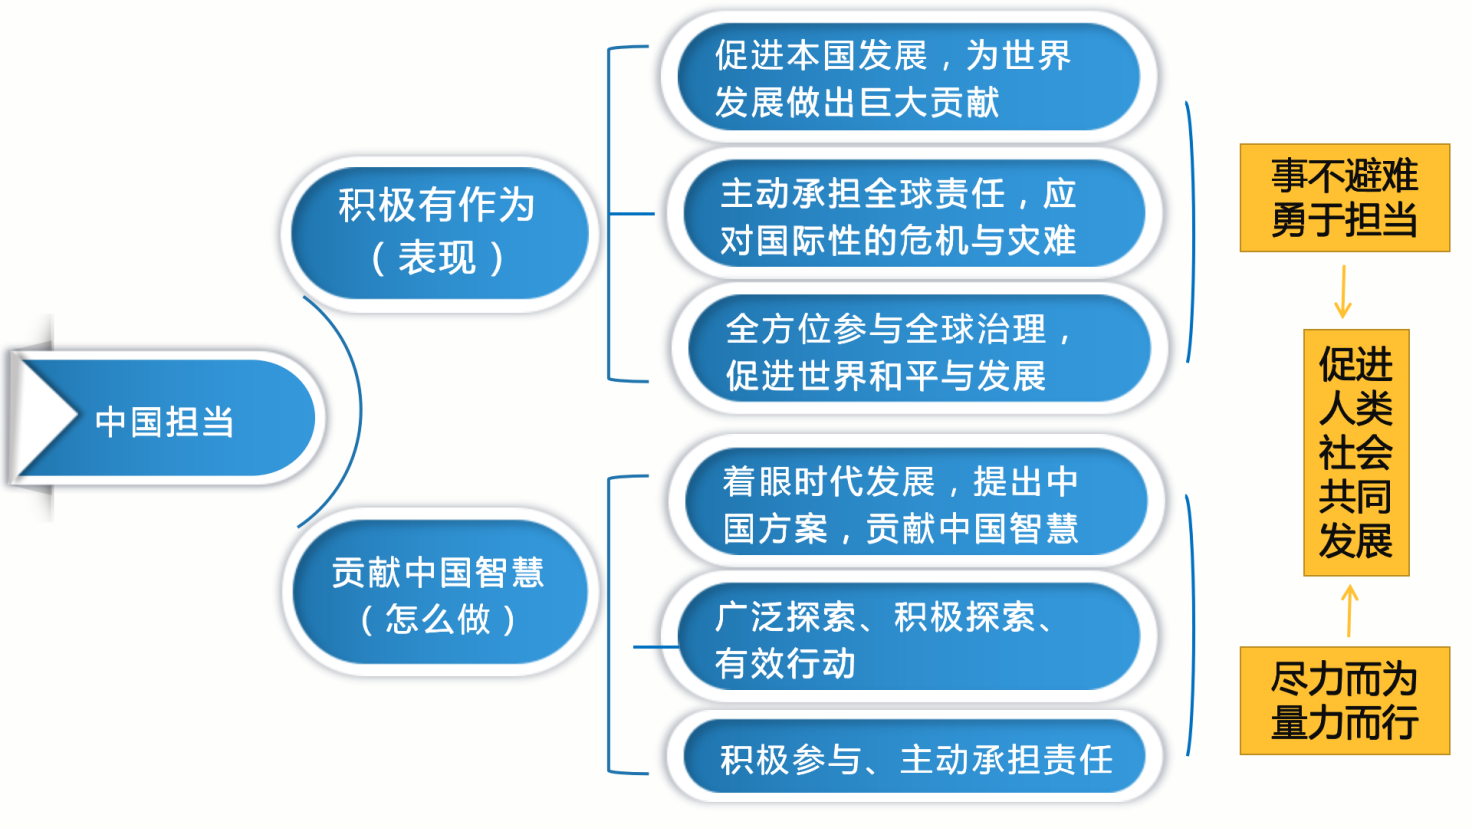 中国担当
积极有作为
（表现）
促进本国发展，为世界
发展做出巨大贡献
主动承担全球责任，应
对国际性的危机与灾难
全方位参与全球治理，
促进世界和平与发展
贡献中国智慧
（怎么做）
着眼时代发展，提出中
国方案，贡献中国智慧
广泛探索、积极探索、
有效行动
积极参与、主动承担责任
事不避难
勇于担当
促进
人类
社会
共同
发展
尽力而为
量力而行